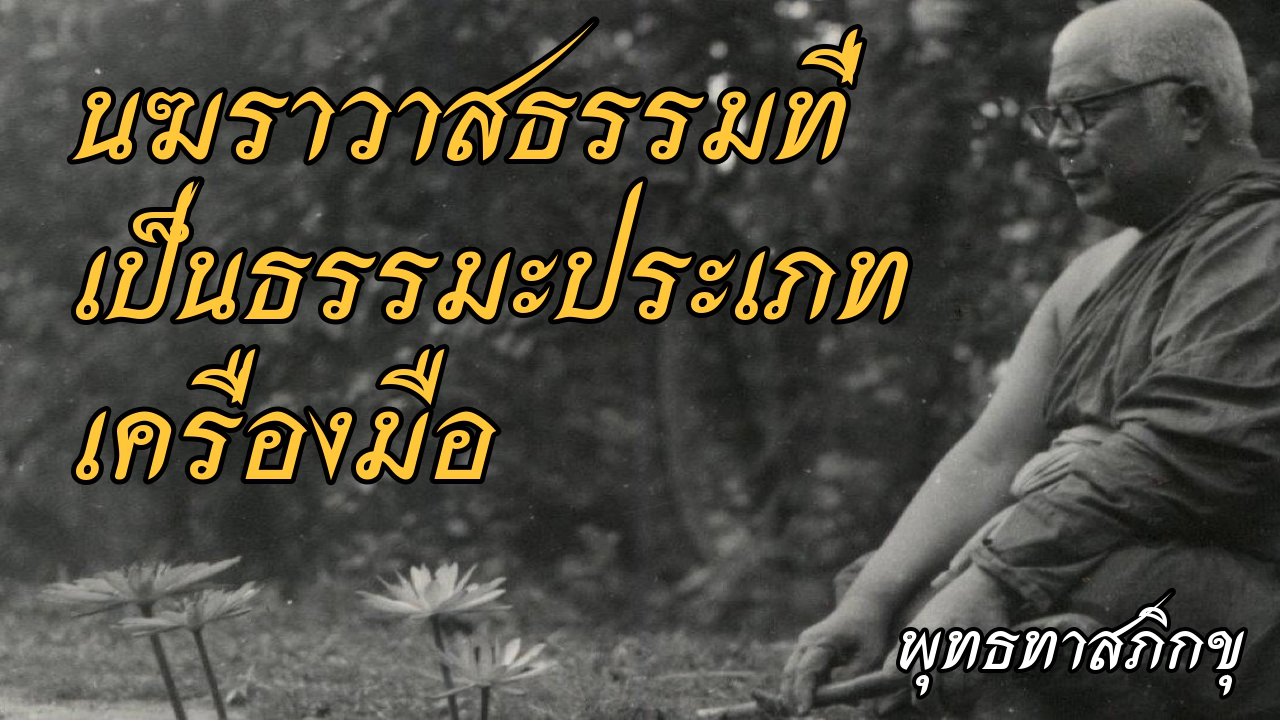 นฆราวาสธรรมที่
เป็นธรรมะประเภท
เครื่องมือ
พุทธทาสภิกขุ